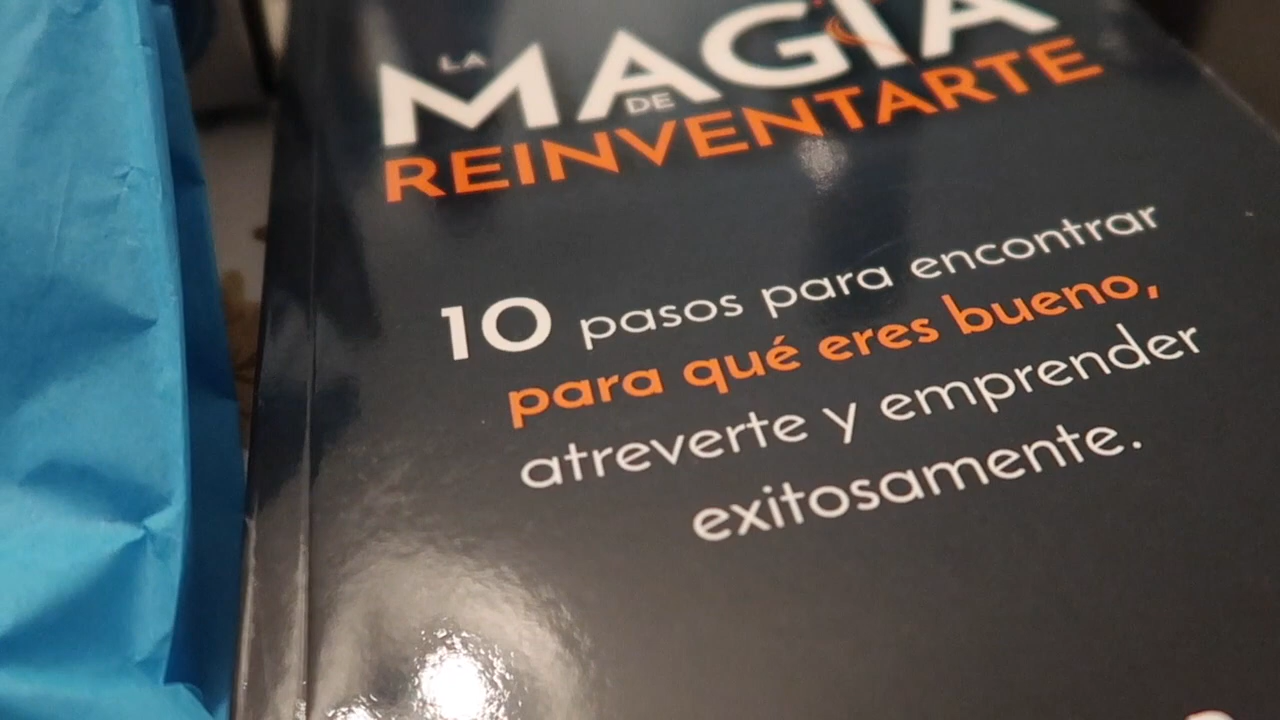 LA MAGIA
DE
REINVENTARTE
10 pasos para encontrar
para qué eres bueno,
atreverte y emprender
exitosamente.